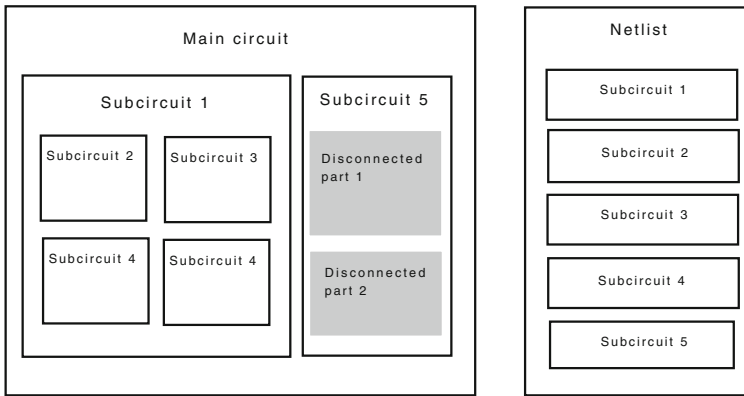 Main circuit
Subcircuit 1
Subcircuit 2
Subcircuit 3
Subcircuit 4
Subcircuit 4
Subcircuit 5
Disconnected
part 1
Disconnected
part 2
Netlist
Subcircuit 1
Subcircuit 2
Subcircuit 3
Subcircuit 4
Subcircuit 5